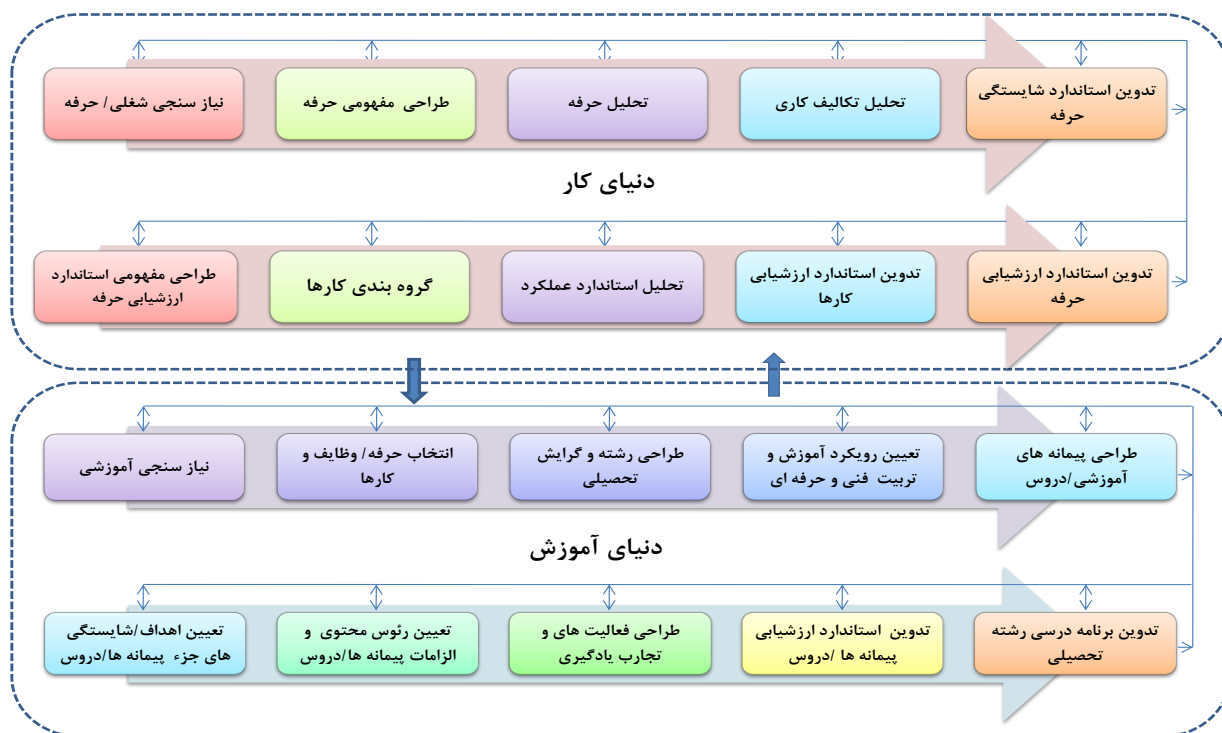 نیاز سنجی شغلی/ حرفه
طراحی مفهومی حرفه
تحلیل حرفه
تحلیل تکالیف کاری
تدوین استاندارد شایستگی
حرفه
دنیای کار
طراحی مفهومی استاندارد
ارزشیابی حرفه
گروه بندی کارها
تحلیل استاندارد عملکرد
تدوین استاندارد ارزشیابی
کارها
تدوین استاندارد ارزشیابی
حرفه
نیاز سنجی آموزشی
انتخاب حرفه/ وظایف و
کارها
طراحی رشته و گرایش
تحصیلی
تعیین رویکرد آموزش و
تربیت فنی و حرفه ای
طراحی پیمانه های
آموزشی/دروس
دنیای آموزش
تعیین اهداف/شایستگی
های جزء پیمانه ها/دروس
تعیین رئوس محتوی و
الزامات پیمانه ها/دروس
طراحی فعالیت های و
تجارب یادگیری
تدوین استاندارد ارزشیابی
پیمانه ها /دروس
تدوین برنامه درسی رشته
تحصیلی